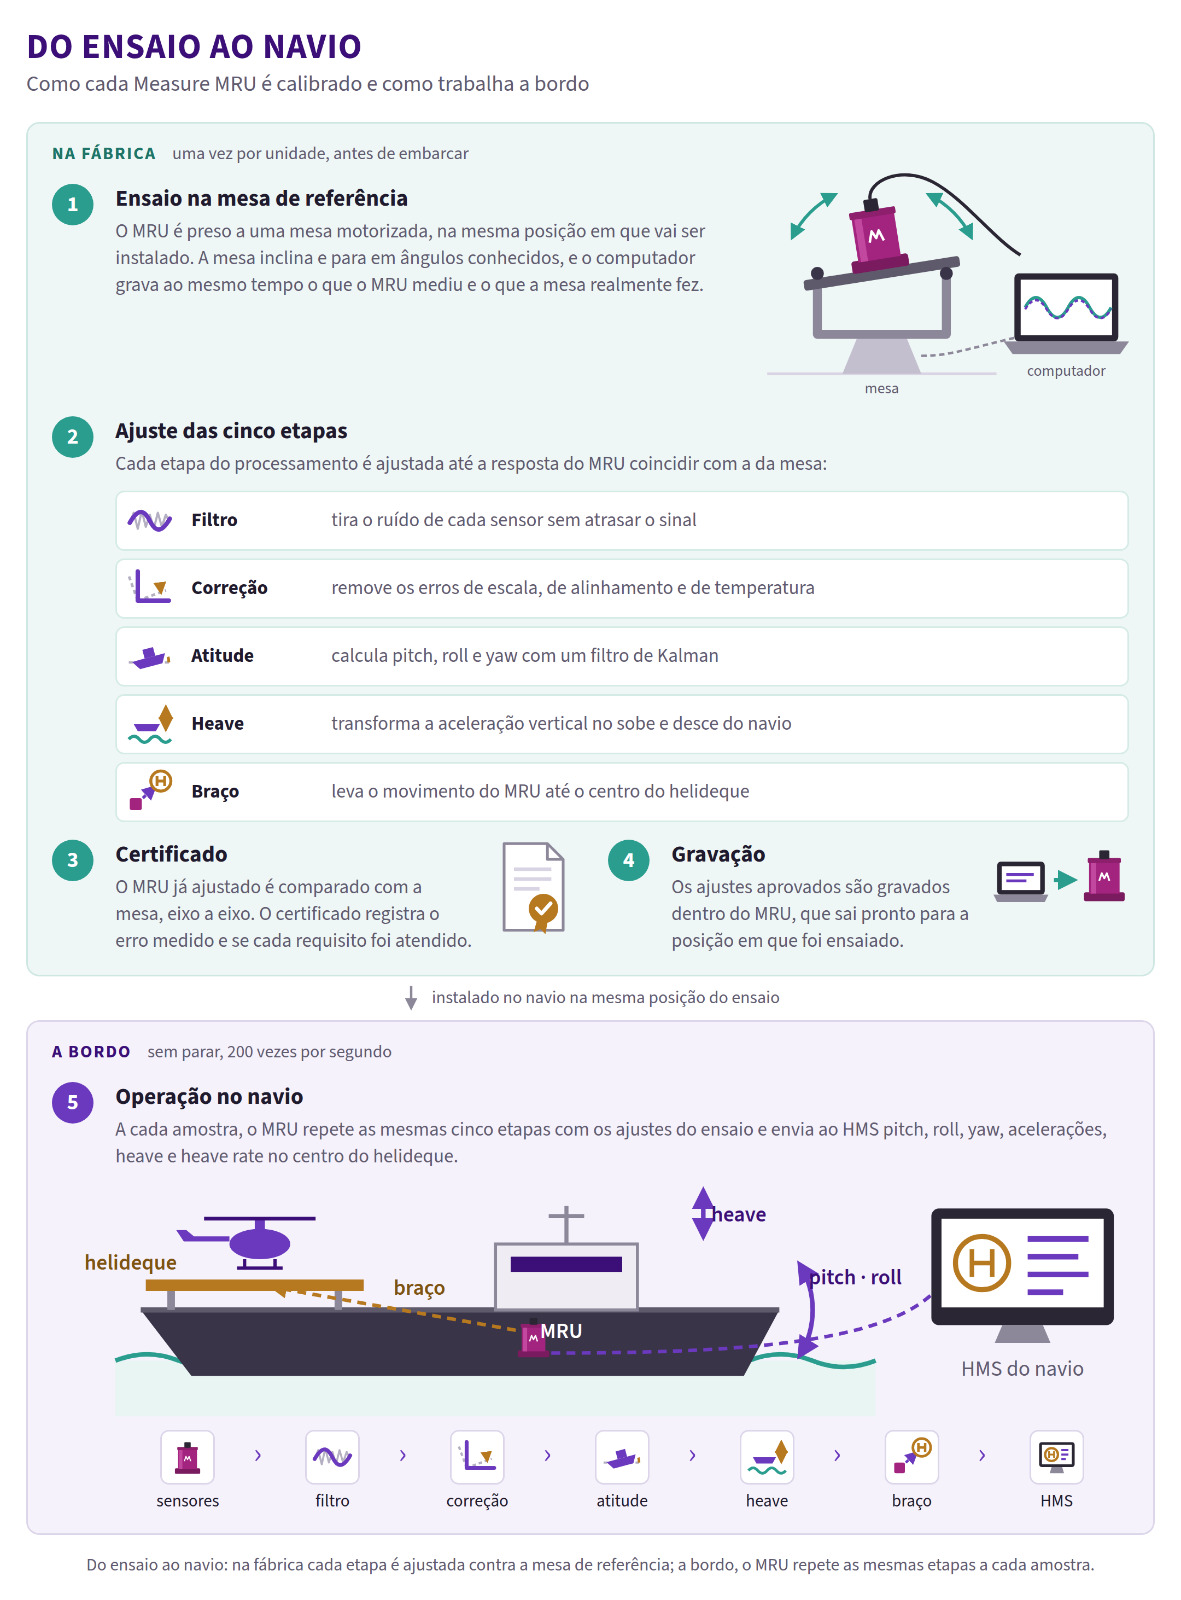 DO ENSAIO AO NAVIO
Como cada Measure MRU é calibrado e como trabalha a bordo
NA FÁBRICA uma vez por unidade, antes de embarcar
1 Ensaio na mesa de referência
O MRU é preso a uma mesa motorizada, na mesma posição em que vai ser
instalado. A mesa inclina e para em ângulos conhecidos, e o computador
grava ao mesmo tempo o que o MRU mediu e o que a mesa realmente fez.
M
computador
mesa
2 Ajuste das cinco etapas
Cada etapa do processamento é ajustada até a resposta do MRU coincidir com a da mesa:
Filtro tira o ruído de cada sensor sem atrasar o sinal
Correção remove os erros de escala, de alinhamento e de temperatura
Atitude calcula pitch, roll e yaw com um filtro de Kalman
Heave transforma a aceleração vertical no sobe e desce do navio
H
Braço leva o movimento do MRU até o centro do helideque
3 Certificado
O MRU já ajustado é comparado com a
mesa, eixo a eixo. O certificado registra o
erro medido e se cada requisito foi atendido.
4 Gravação
Os ajustes aprovados são gravados
dentro do MRU, que sai pronto para a
posição em que foi ensaiado.
M
instalado no navio na mesma posição do ensaio
A BORDO sem parar, 200 vezes por segundo
5 Operação no navio
A cada amostra, o MRU repete as mesmas cinco etapas com os ajustes do ensaio e envia ao HMS pitch, roll, yaw, acelerações,
heave e heave rate no centro do helideque.
heave
helideque
braço
pitch · roll
H
M
MRU
HMS do navio
M
H
H
sensores › filtro › correção › atitude › heave › braço › HMS
Do ensaio ao navio: na fábrica cada etapa é ajustada contra a mesa de referência; a bordo, o MRU repete as mesmas etapas a cada amostra.